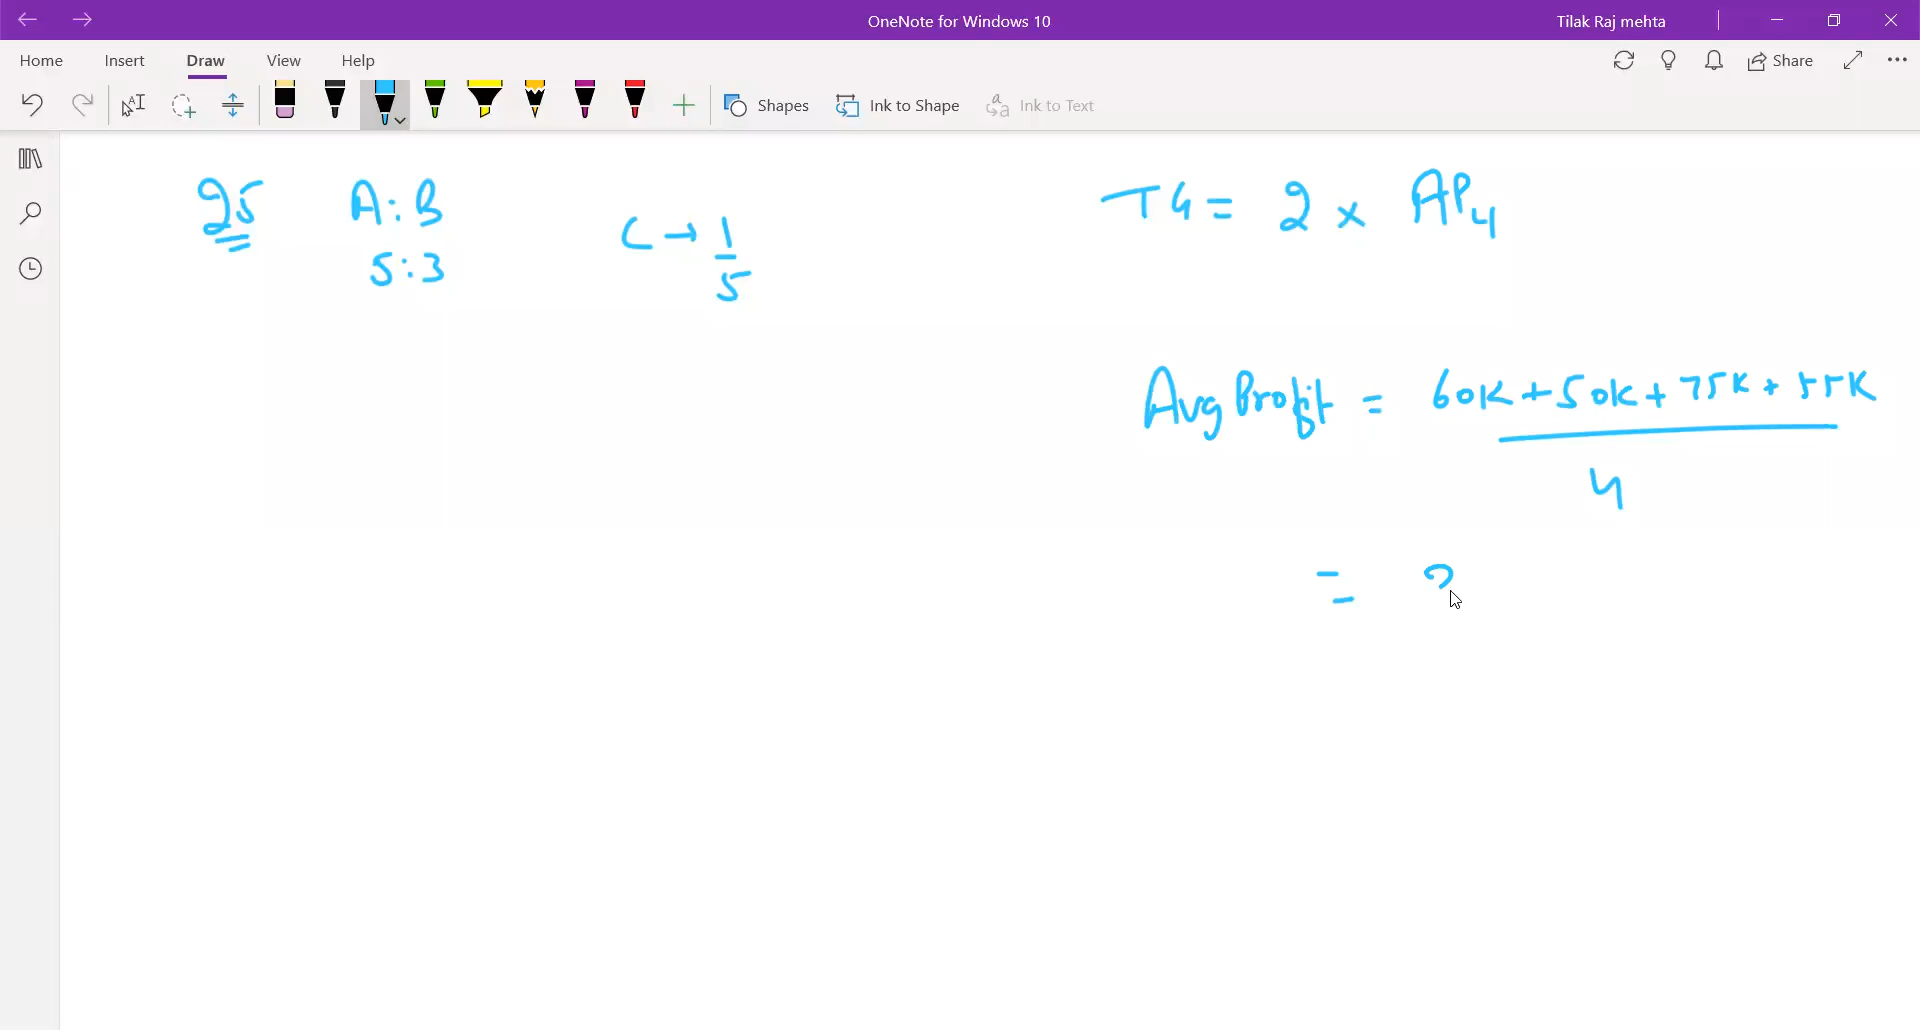 OneNote for Windows 10
Tilak Raj mehta
Home Insert Draw View Help
Share
Shapes Ink to Shape Ink to Text
25 A:B
5:3
C → 1/5
TG = 2 x AP4
Avg Profit = 60K+50K+75K+55K
4
=